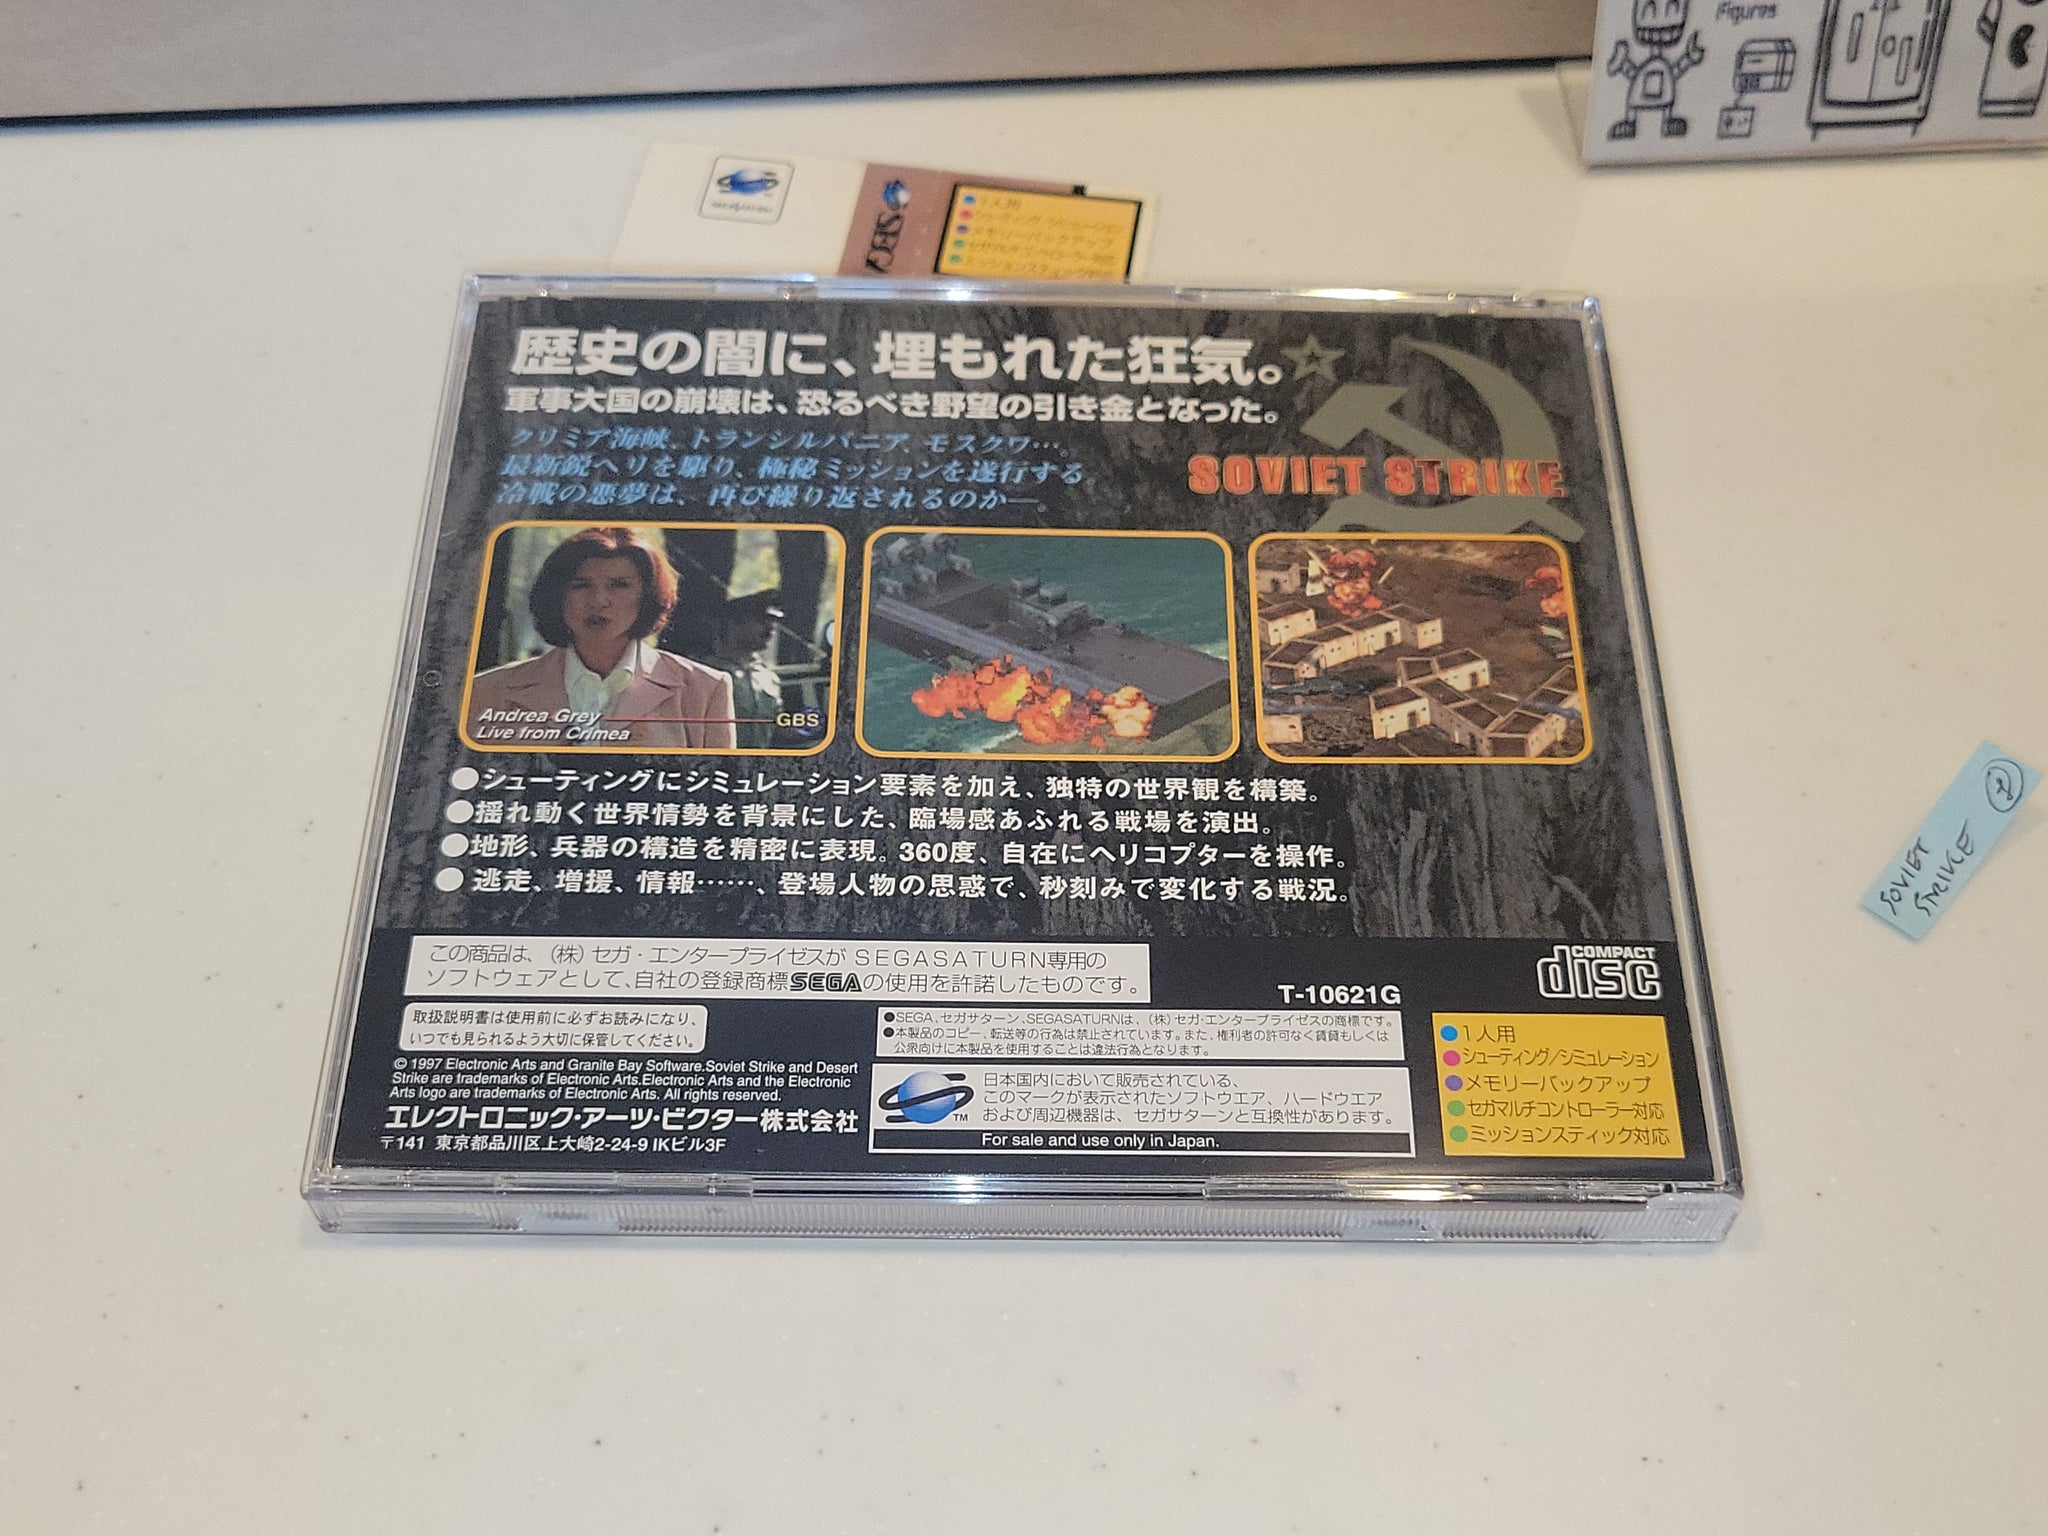 Figures
1人用
メモリーバックアップ
歴史の闇に、埋もれた狂気。
軍事大国の崩壊は、恐るべき野望の引き金となった。
クリミア海峡、トランシルバニア、モスクワ…。
最新鋭ヘリを駆り、極秘ミッションを遂行する。
冷戦の悪夢は、再び繰り返されるのか—。
SOVIET STRIKE
Andrea Grey
GBS
Live from Crimea
●シューティングにシミュレーション要素を加え、独特の世界観を構築。
●揺れ動く世界情勢を背景にした、臨場感あふれる戦場を演出。
●地形、兵器の構造を精密に表現。360度、自在にヘリコプターを操作。
●逃走、増援、情報……、登場人物の思惑で、秒刻みで変化する戦況。
SOVIET
STRIKE
2
この商品は、(株)セガ・エンタープライゼスがSEGASATURN専用の
ソフトウェアとして、自社の登録商標SEGAの使用を許諾したものです。
T-10621G
COMPACT
disc
取扱説明書は使用前に必ずお読みになり、
いつでも見られるよう大切に保管してください。
© 1997 Electronic Arts and Granite Bay Software.Soviet Strike and Desert
Strike are trademarks of Electronic Arts.Electronic Arts and the Electronic
Arts logo are trademarks of Electronic Arts. All rights reserved.
エレクトロニック・アーツ・ビクター株式会社
〒141 東京都品川区上大崎2-24-9 IKビル3F
●SEGA、セガサターン、SEGASATURNは、(株)セガ・エンタープライゼスの商標です。
●本製品のコピー、転送等の行為は禁止されています。また、権利者の許可なく賃貸もしくは
公衆向けに本製品を使用することは違法行為となります。
日本国内において販売されている、
このマークが表示されたソフトウエア、ハードウエア
および周辺機器は、セガサターンと互換性があります。
TM
For sale and use only in Japan.
●1人用
●シューティング/シミュレーション
●メモリーバックアップ
●セガマルチコントローラー対応
●ミッションスティック対応